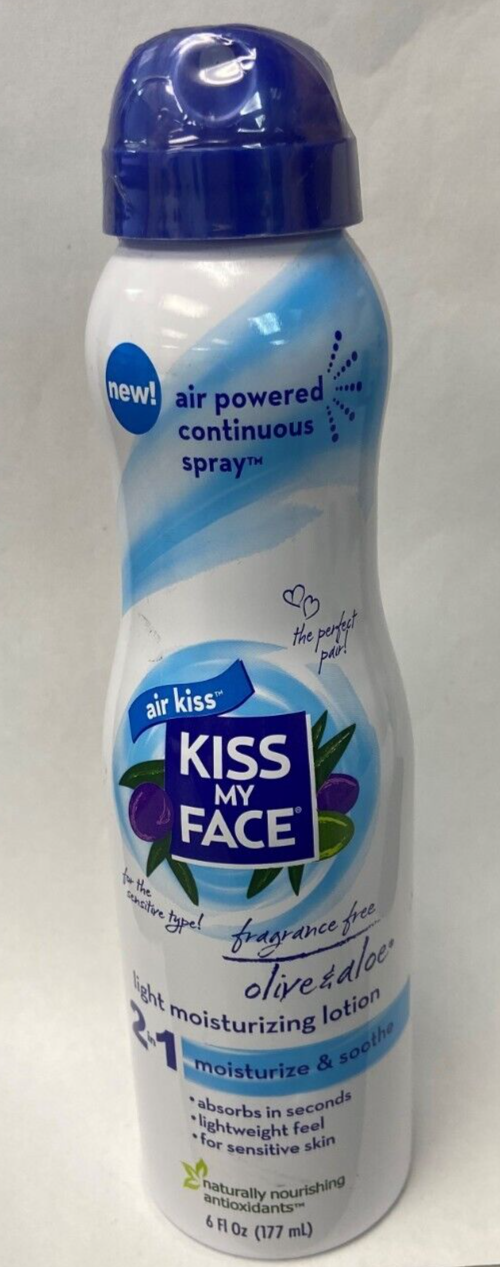 new!
air powered
continuous
spray™
the perfect
pair!
air kiss™
KISS
MY
FACE®
for the
sensitive type!
fragrance free
olive & aloe®
light moisturizing lotion
2in1 moisturize & soothe
•absorbs in seconds
•lightweight feel
•for sensitive skin
naturally nourishing
antioxidants™
6 Fl Oz (177 mL)